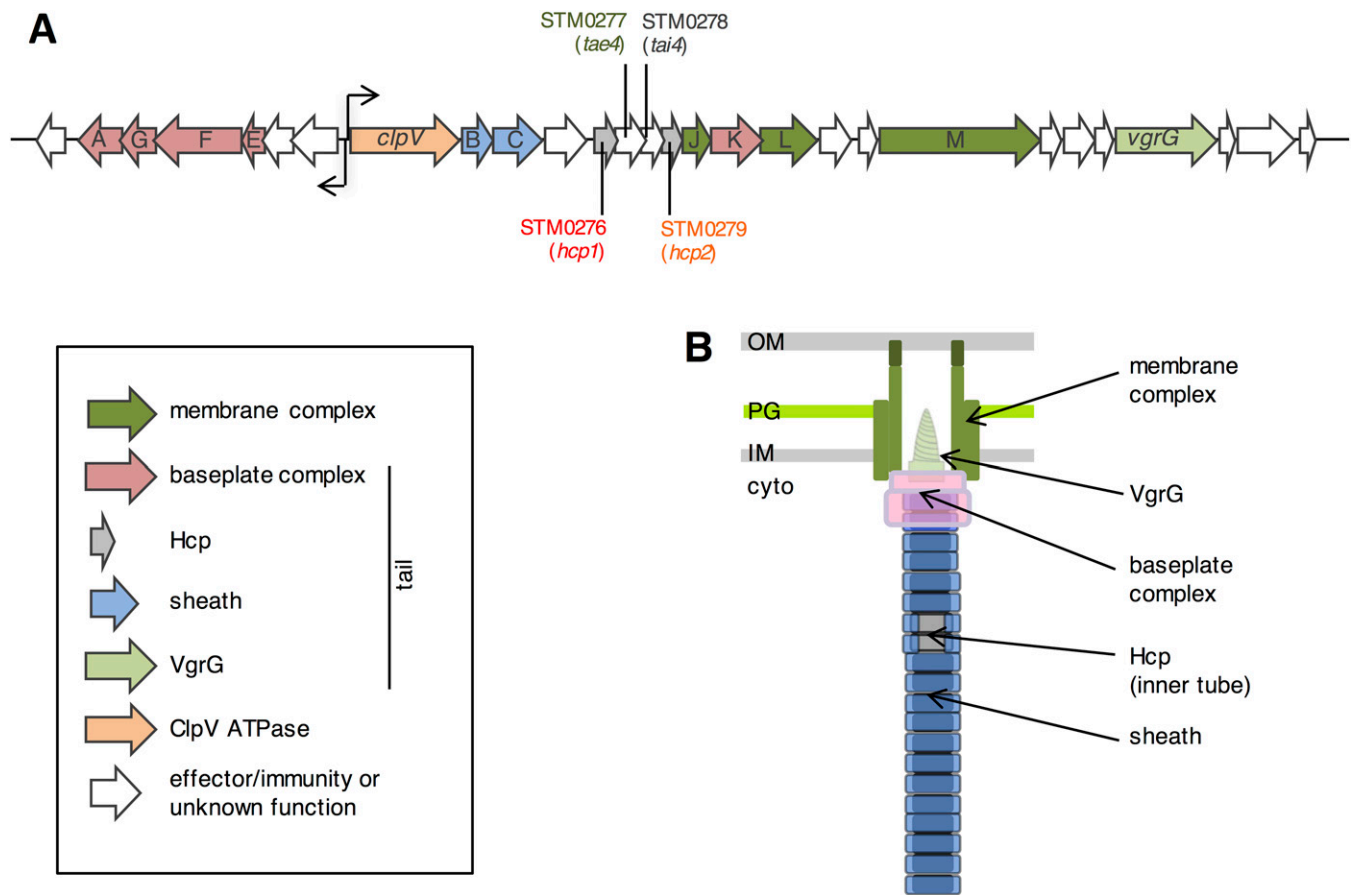 A
STM0277
(tae4)
STM0278
(tai4)
A G F E clpV B C J K L M vgrG
STM0276
(hcp1)
STM0279
(hcp2)
membrane complex
baseplate complex
Hcp
sheath
VgrG
ClpV ATPase
effector/immunity or
unknown function
tail
B
OM
PG
IM
cyto
membrane
complex
VgrG
baseplate
complex
Hcp
(inner tube)
sheath